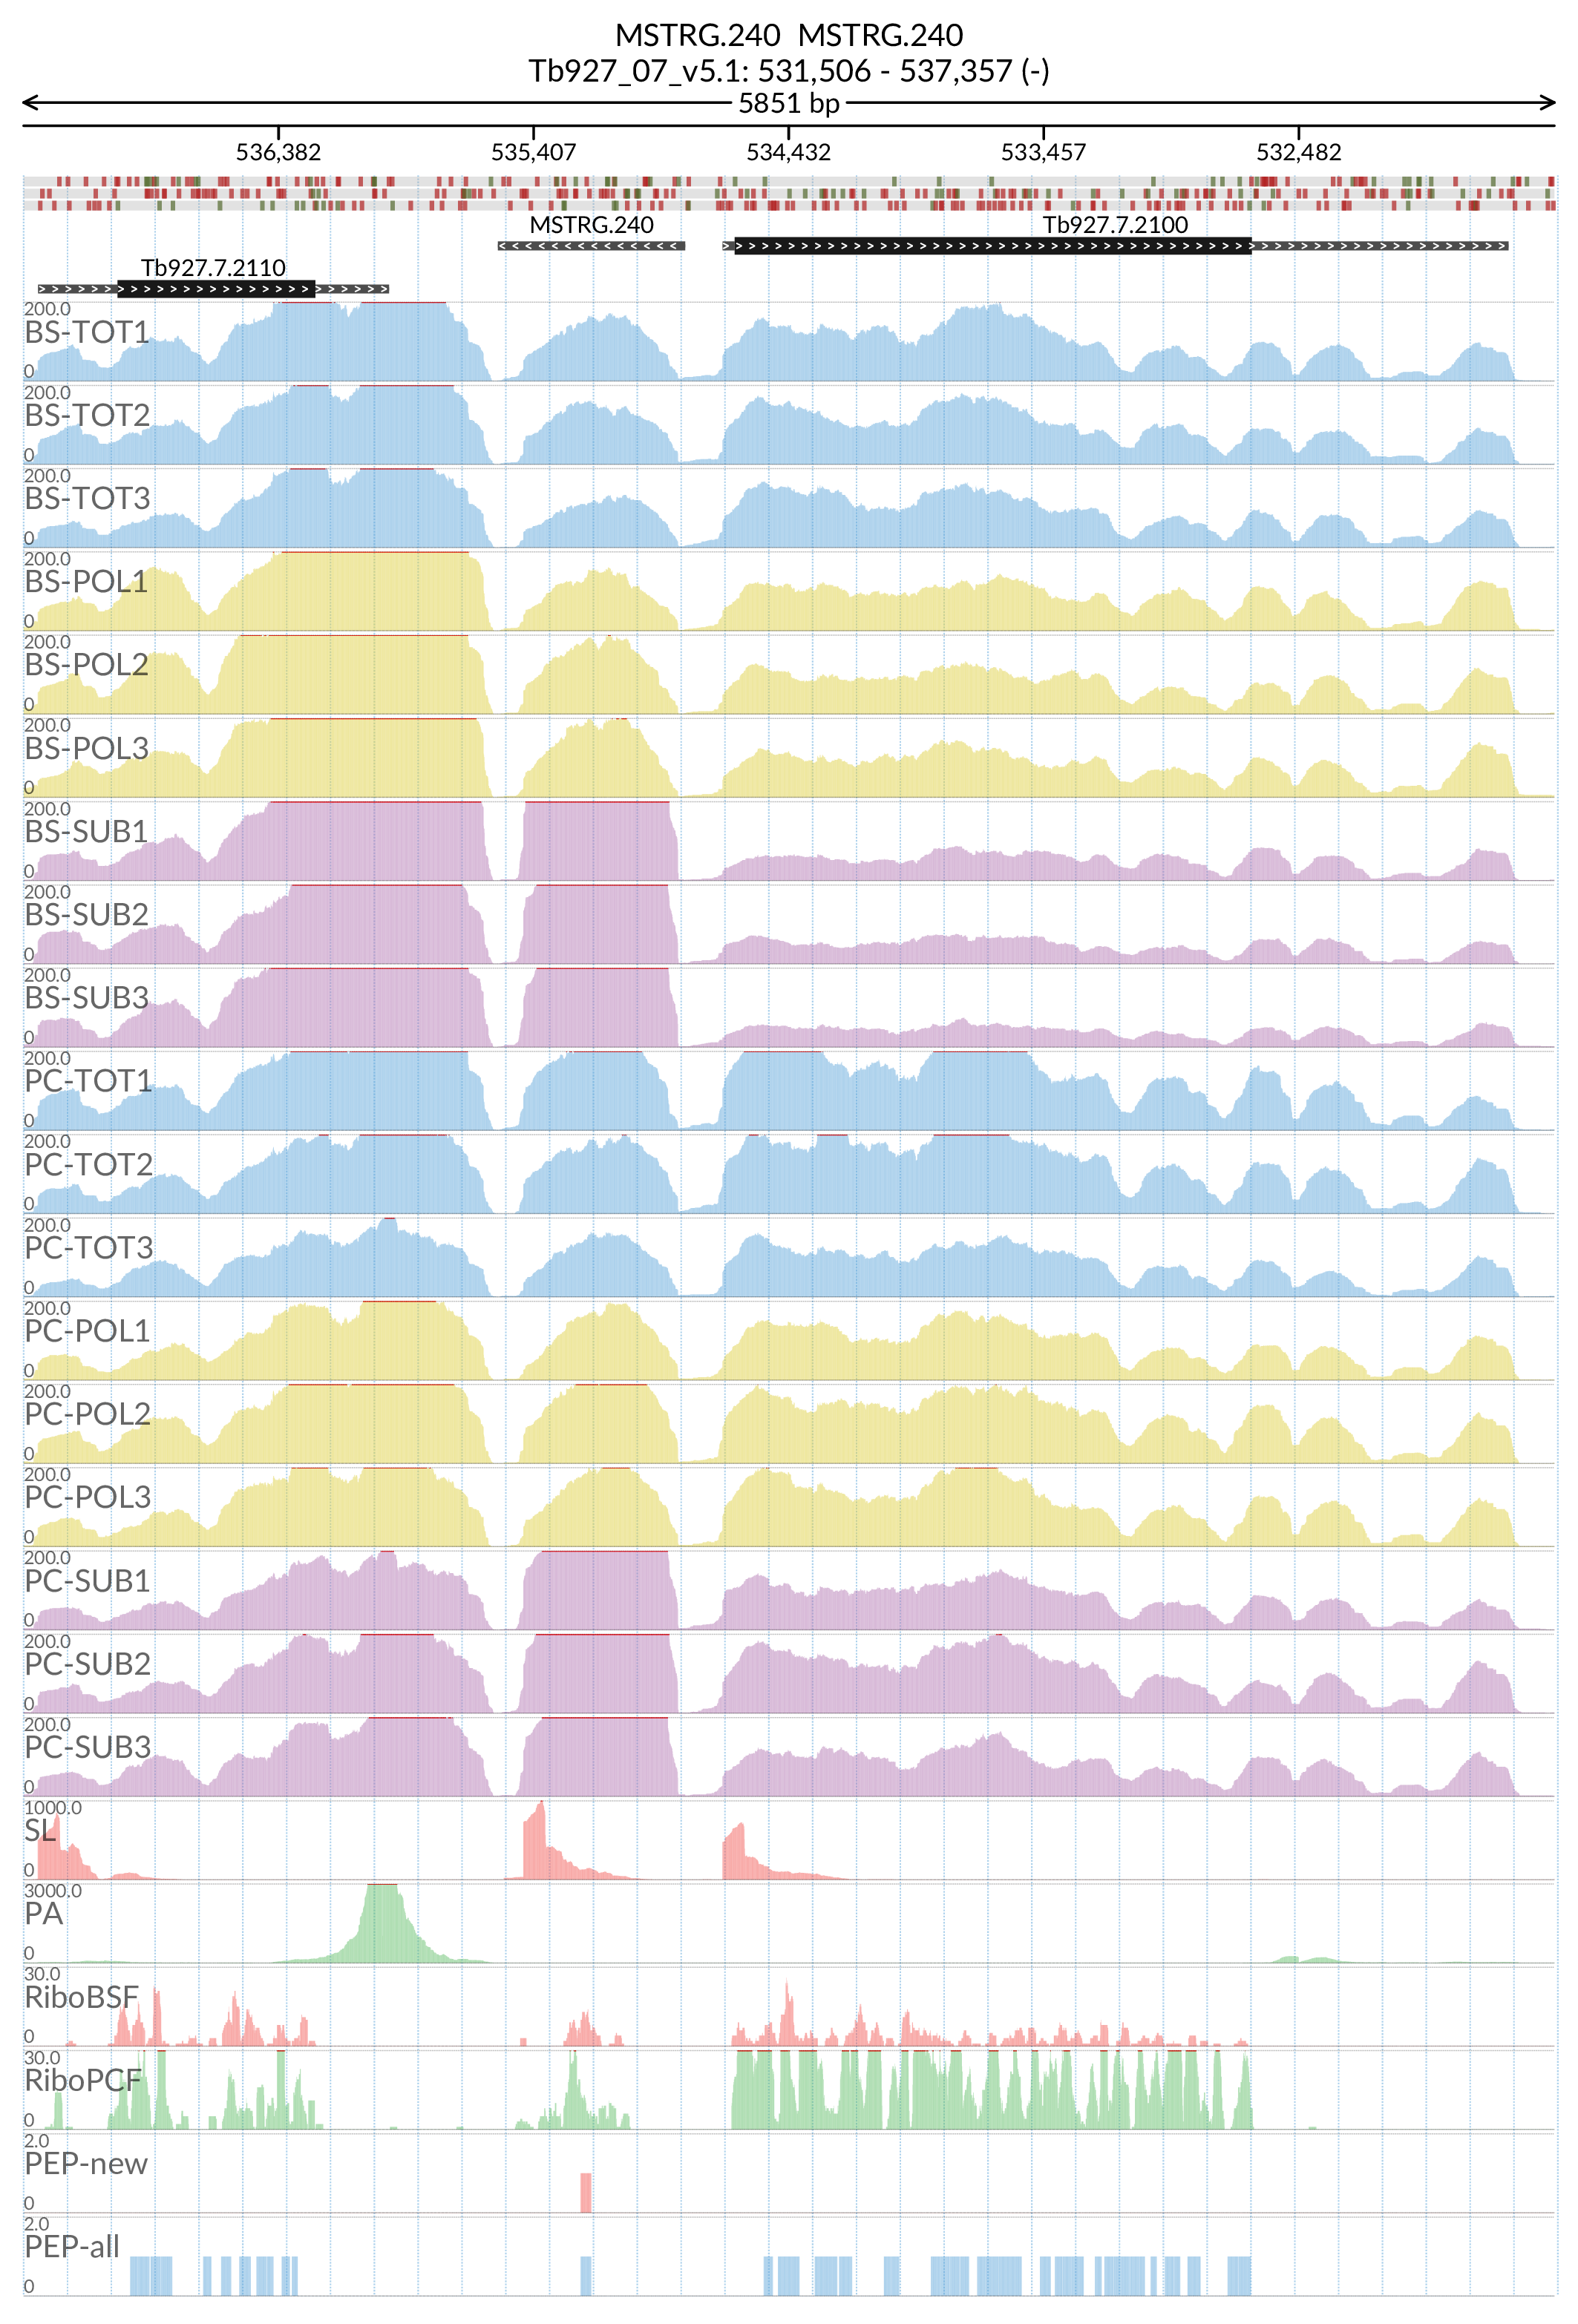 MSTRG.240 MSTRG.240
Tb927_07_v5.1: 531,506 - 537,357 (-)
5851 bp
536,382 535,407 534,432 533,457 532,482
MSTRG.240 Tb927.7.2100
Tb927.7.2110
200.0
BS-TOT1
0
200.0
BS-TOT2
0
200.0
BS-TOT3
0
200.0
BS-POL1
0
200.0
BS-POL2
0
200.0
BS-POL3
0
200.0
BS-SUB1
0
200.0
BS-SUB2
0
200.0
BS-SUB3
0
200.0
PC-TOT1
0
200.0
PC-TOT2
0
200.0
PC-TOT3
0
200.0
PC-POL1
0
200.0
PC-POL2
0
200.0
PC-POL3
0
200.0
PC-SUB1
0
200.0
PC-SUB2
0
200.0
PC-SUB3
0
1000.0
SL
0
3000.0
PA
0
30.0
RiboBSF
0
30.0
RiboPCF
0
2.0
PEP-new
0
2.0
PEP-all
0